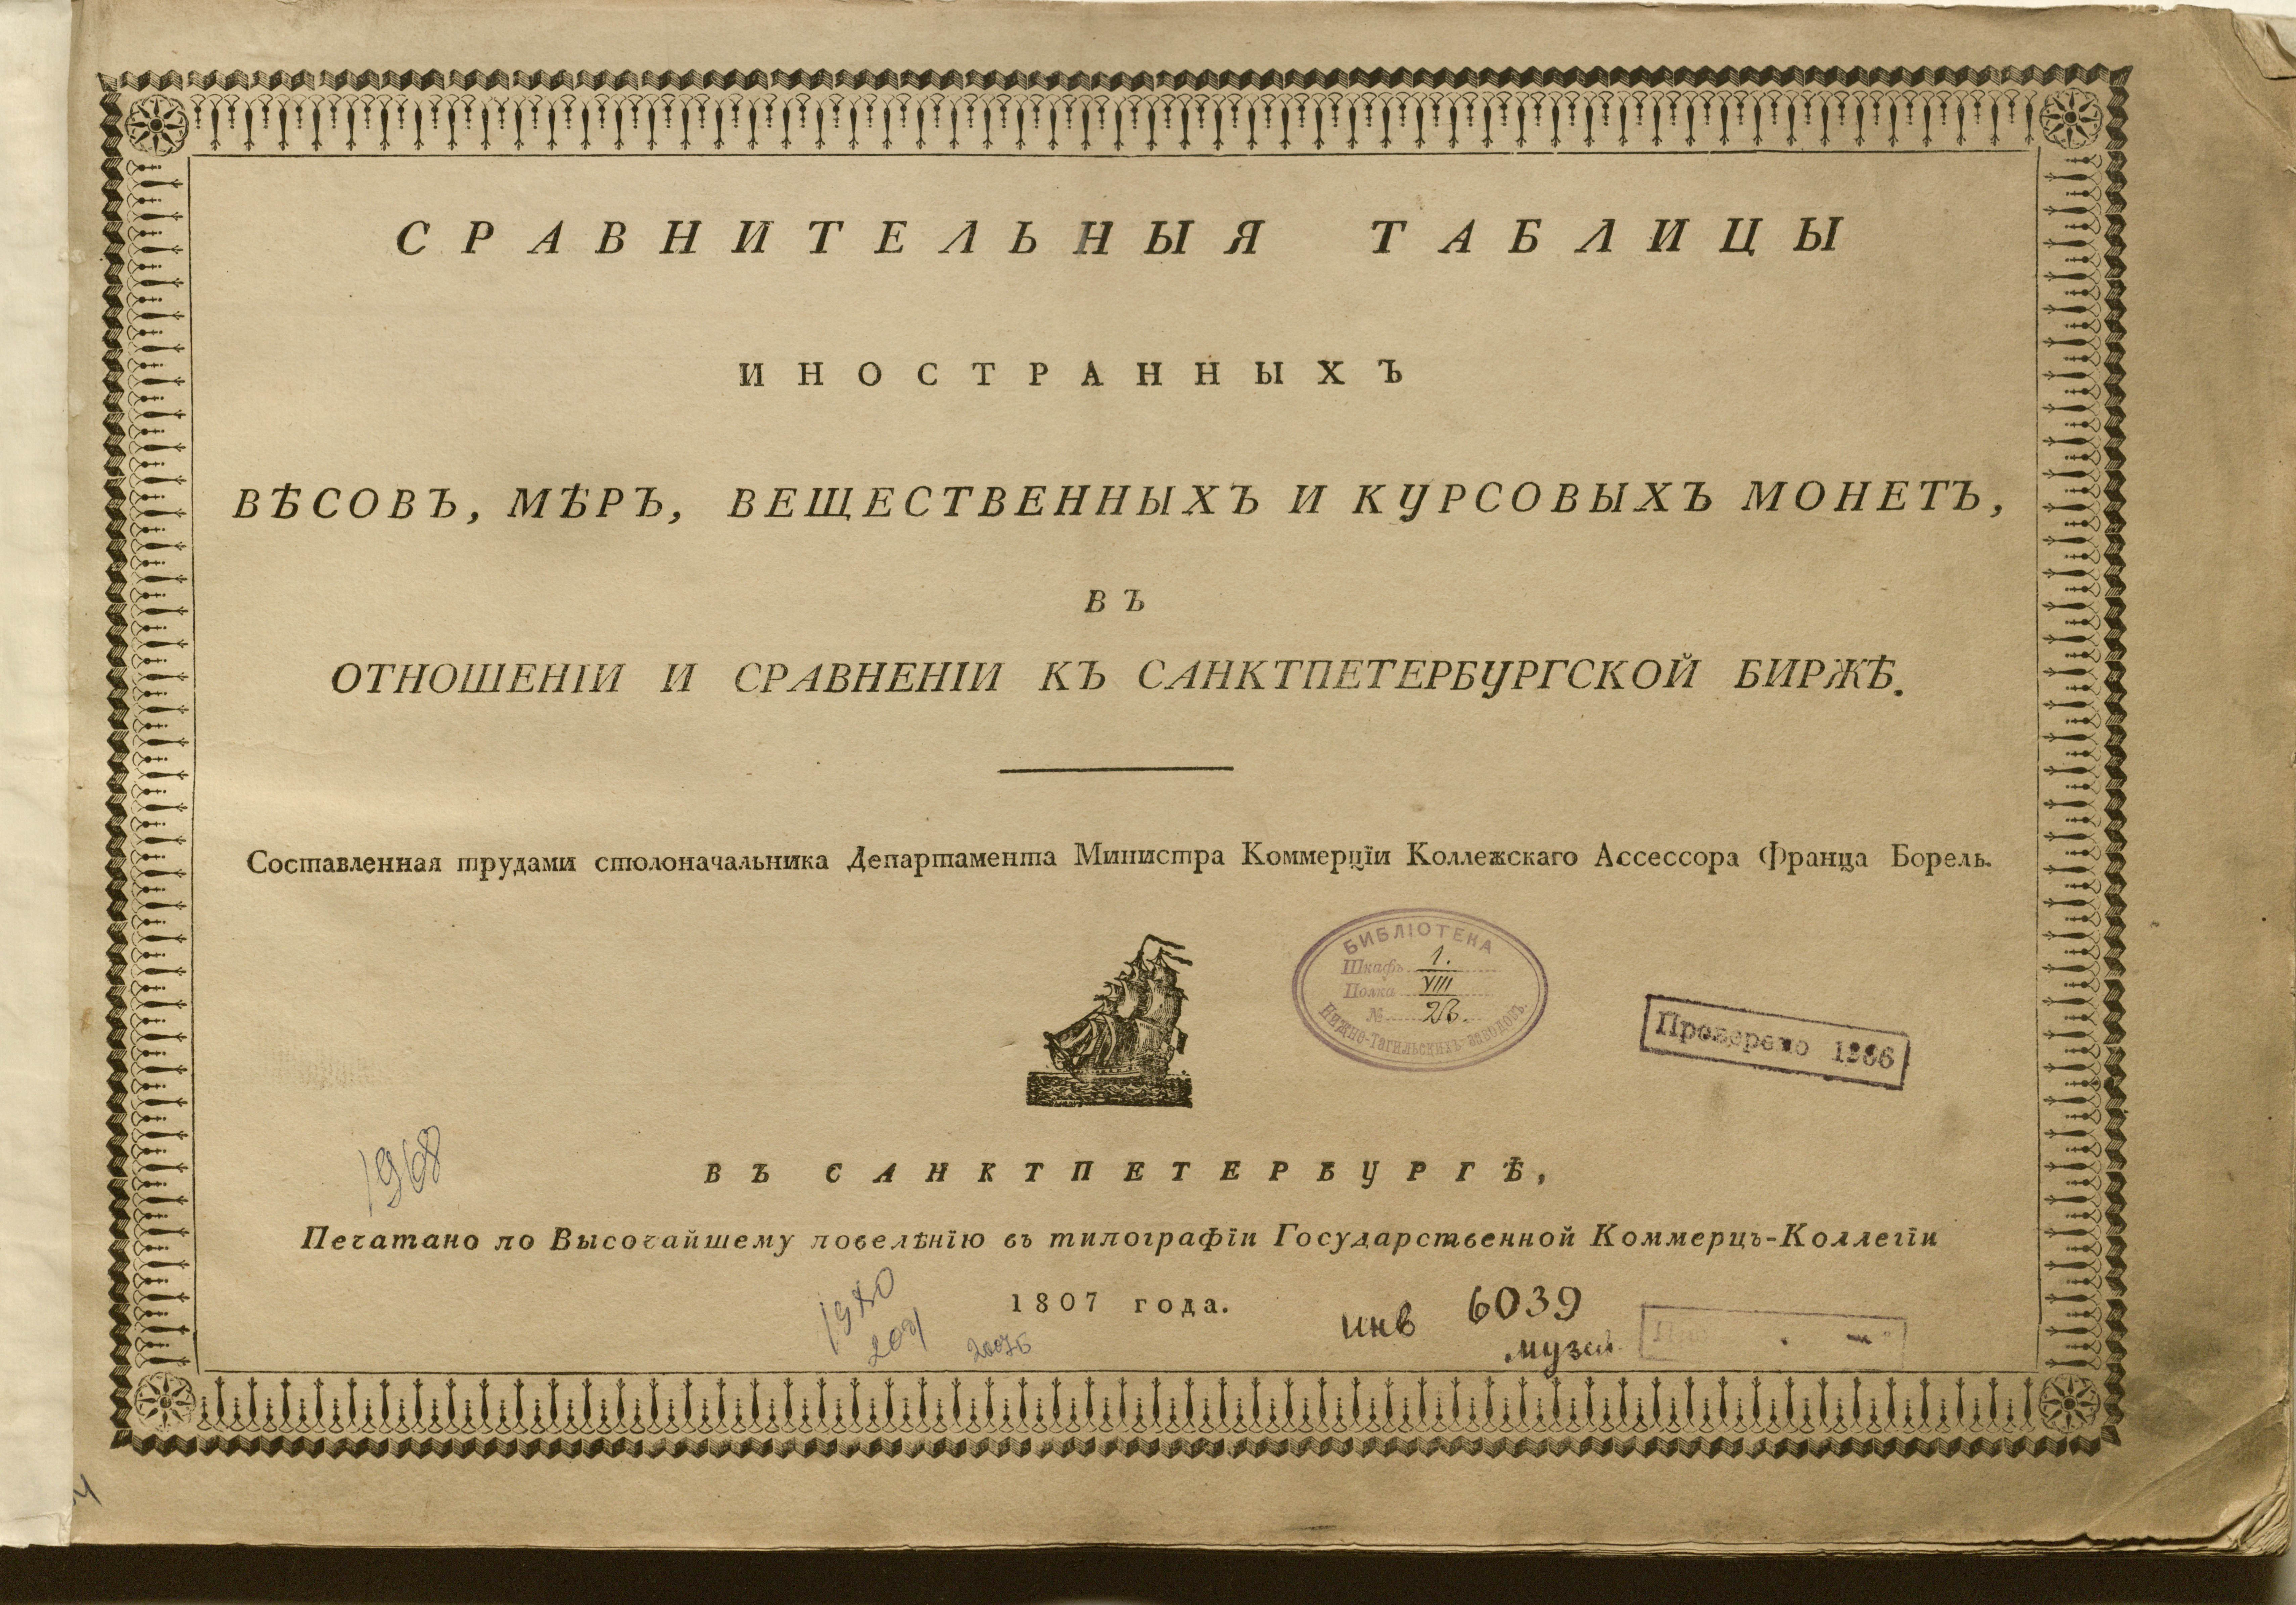 СРАВНИТЕЛЬНЫЯ ТАБЛИЦЫ
ИНОСТРАННЫХЪ
ВѢСОВЪ, МѢРЪ, ВЕЩЕСТВЕННЫХЪ И КУРСОВЫХЪ МОНЕТЪ,
ВЪ
ОТНОШЕНІИ И СРАВНЕНІИ КЪ САНКТПЕТЕРБУРГСКОЙ БИРЖѢ.
Составленная трудами столоначальника Департамента Министра Коммерціи Коллежскаго Ассессора Франца Борель.
БИБЛІОТЕКА
Шкафъ 1.
Полка VIII
№
Нижне-Тагильскихъ заводовъ.
Проверено
1968
ВЪ САНКТПЕТЕРБУРГѢ,
Печатано по Высочайшему повелѣнію въ типографіи Государственной Коммерцъ-Коллегіи
1807 года.
инв 6039
музей